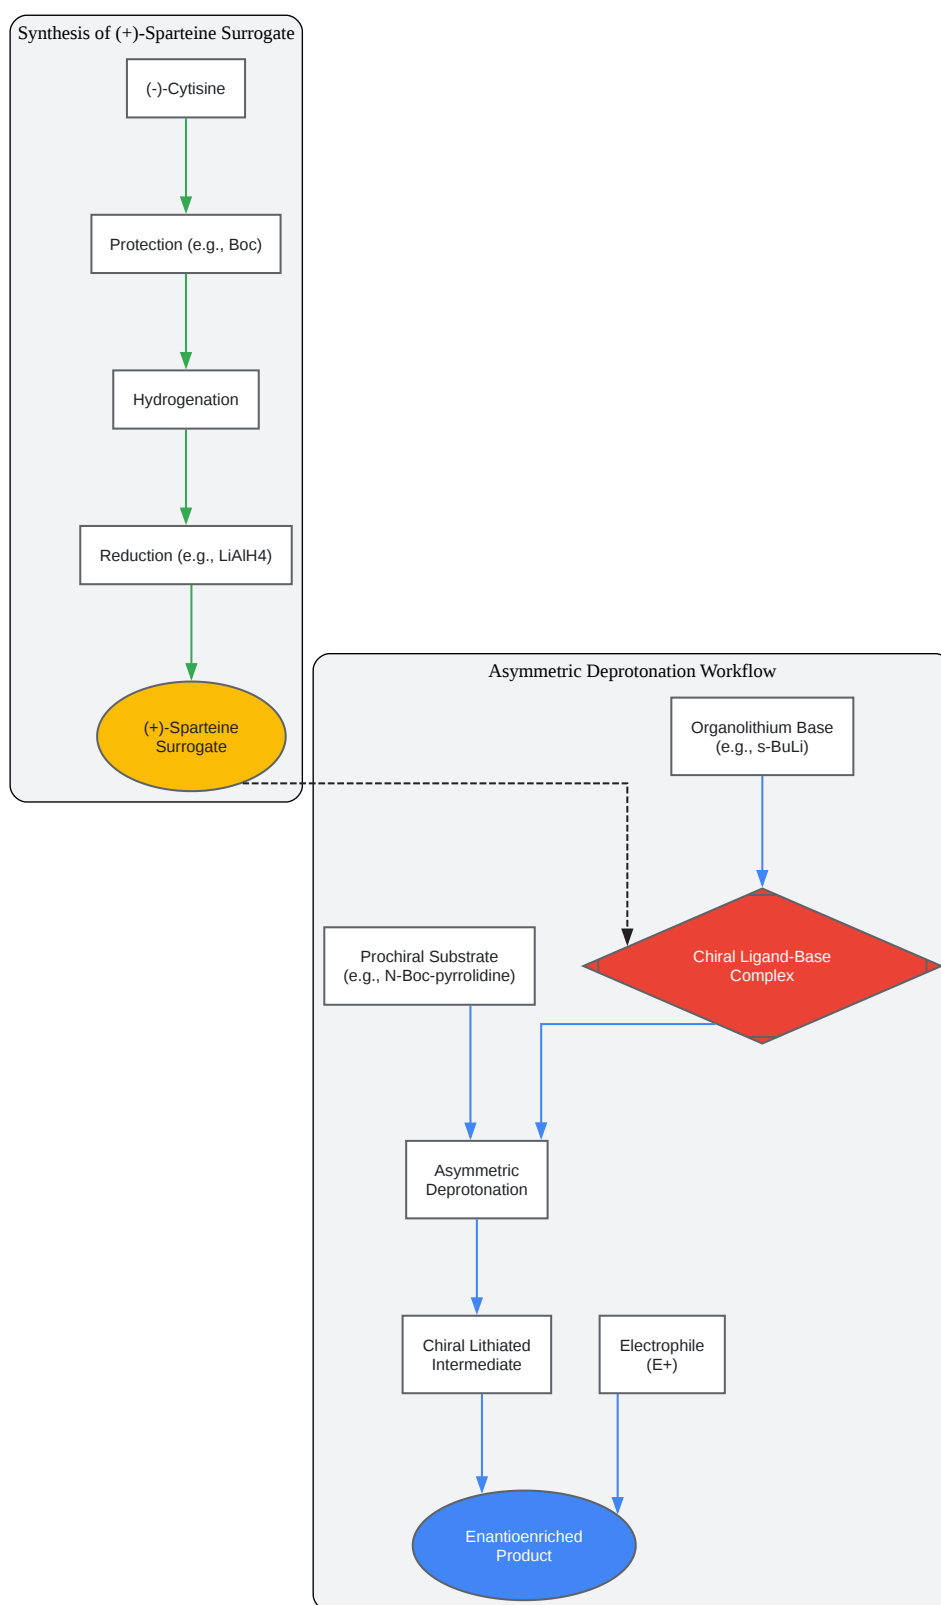 Synthesis of (+)-Sparteine Surrogate
(-)-Cytisine
Protection (e.g., Boc)
Hydrogenation
Reduction (e.g., LiAlH4)
(+)-Sparteine
Surrogate
Asymmetric Deprotonation Workflow
Organolithium Base
(e.g., s-BuLi)
Prochiral Substrate
(e.g., N-Boc-pyrrolidine)
Chiral Ligand-Base
Complex
Asymmetric
Deprotonation
Chiral Lithiated
Intermediate
Electrophile
(E+)
Enantioenriched
Product